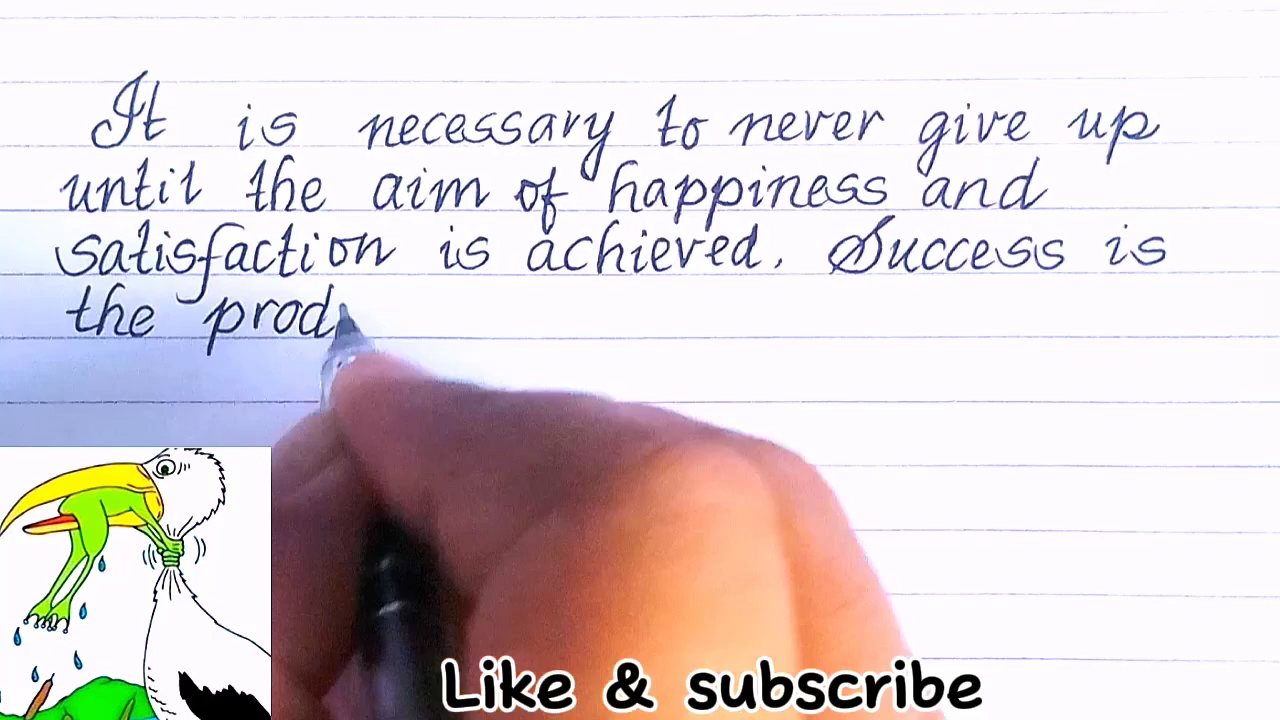 It is necessary to never give up
until the aim of happiness and
satisfaction is achieved. Success is
the prod
Like & subscribe